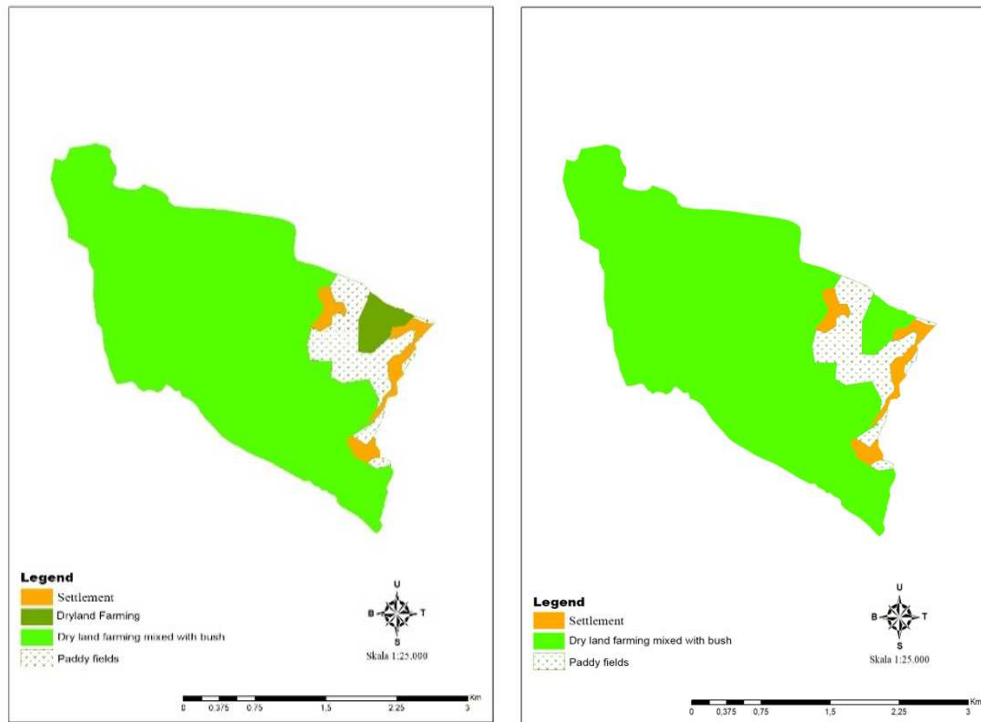 Legend
Settlement
Dryland Farming
Dry land farming mixed with bush
Paddy fields
U
B
T
S
Skala 1:25.000
Km
0 0,375 0,75 1,5 2,25 3
Legend
Settlement
Dry land farming mixed with bush
Paddy fields
U
B
T
S
Skala 1:25.000
Km
0 0,375 0,75 1,5 2,25 3